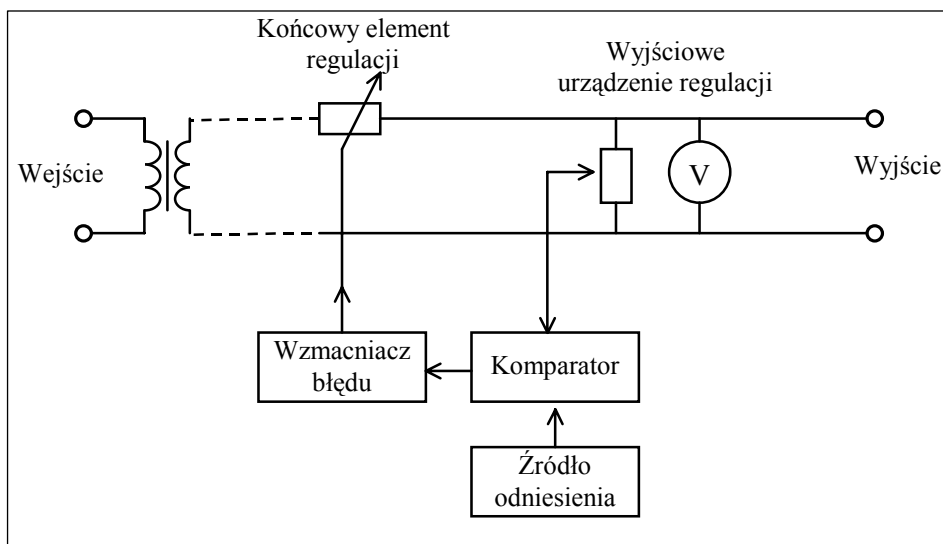 Końcowy element
regulacji
Wyjściowe
urządzenie regulacji
Wejście
V
Wyjście
Wzmacniacz
błędu
Komparator
Źródło
odniesienia